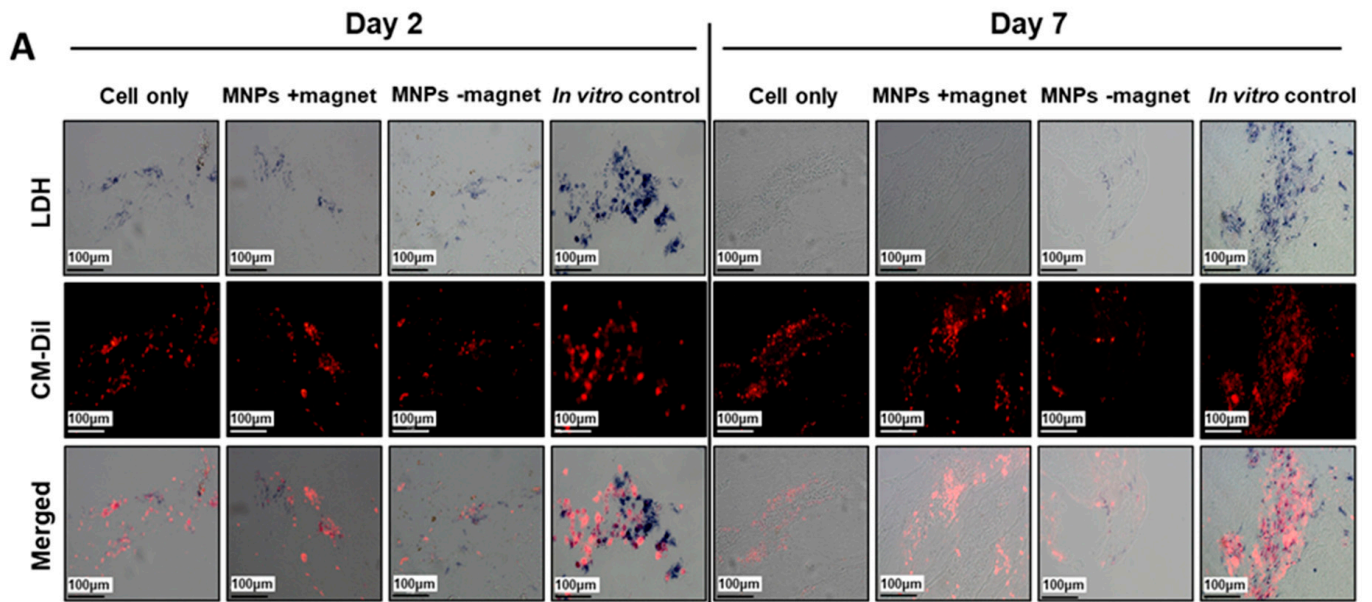 Day 2 Day 7
A
Cell only MNPs +magnet MNPs -magnet In vitro control Cell only MNPs +magnet MNPs -magnet In vitro control
LDH
100µm 100µm 100µm 100µm 100µm 100µm 100µm 100µm
CM-Dil
100µm 100µm 100µm 100µm 100µm 100µm 100µm 100µm
Merged
100µm 100µm 100µm 100µm 100µm 100µm 100µm 100µm